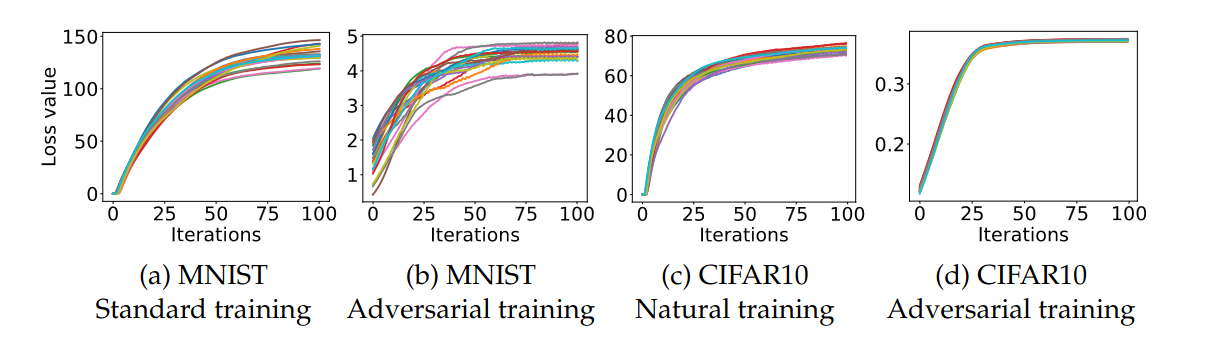 Loss value
150
100
50
0
0 25 50 75 100
Iterations
(a) MNIST
Standard training
5
4
3
2
1
0 25 50 75 100
Iterations
(b) MNIST
Adversarial training
80
60
40
20
0
0 25 50 75 100
Iterations
(c) CIFAR10
Natural training
0.3
0.2
0 25 50 75 100
Iterations
(d) CIFAR10
Adversarial training